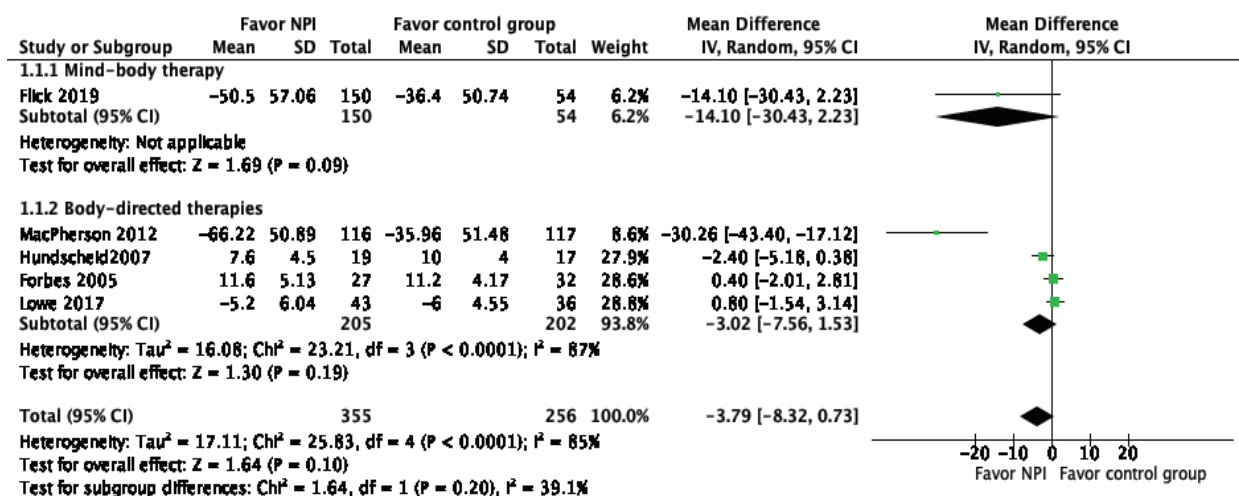 Favor NPI Favor control group Mean Difference Mean Difference
Study or Subgroup Mean SD Total Mean SD Total Weight IV, Random, 95% CI IV, Random, 95% CI
1.1.1 Mind-body therapy
Flick 2019 −50.5 57.06 150 −36.4 50.74 54 6.2% −14.10 [−30.43, 2.23]
Subtotal (95% CI) 150 54 6.2% −14.10 [−30.43, 2.23]
Heterogeneity: Not applicable
Test for overall effect: Z = 1.69 (P = 0.09)
1.1.2 Body-directed therapies
MacPherson 2012 −66.22 50.89 116 −35.96 51.48 117 8.6% −30.26 [−43.40, −17.12]
Hundscheid2007 7.6 4.5 19 10 4 17 27.9% −2.40 [−5.18, 0.38]
Forbes 2005 11.6 5.13 27 11.2 4.17 32 28.6% 0.40 [−2.01, 2.81]
Lowe 2017 −5.2 6.04 43 −6 4.55 36 28.8% 0.80 [−1.54, 3.14]
Subtotal (95% CI) 205 202 93.8% −3.02 [−7.56, 1.53]
Heterogeneity: Tau² = 16.08; Chi² = 23.21, df = 3 (P < 0.0001); I² = 87%
Test for overall effect: Z = 1.30 (P = 0.19)
Total (95% CI) 355 256 100.0% −3.79 [−8.32, 0.73]
Heterogeneity: Tau² = 17.11; Chi² = 25.83, df = 4 (P < 0.0001); I² = 85%
Test for overall effect: Z = 1.64 (P = 0.10)
Test for subgroup differences: Chi² = 1.64, df = 1 (P = 0.20), I² = 39.1%
−20 −10 0 10 20
Favor NPI Favor control group